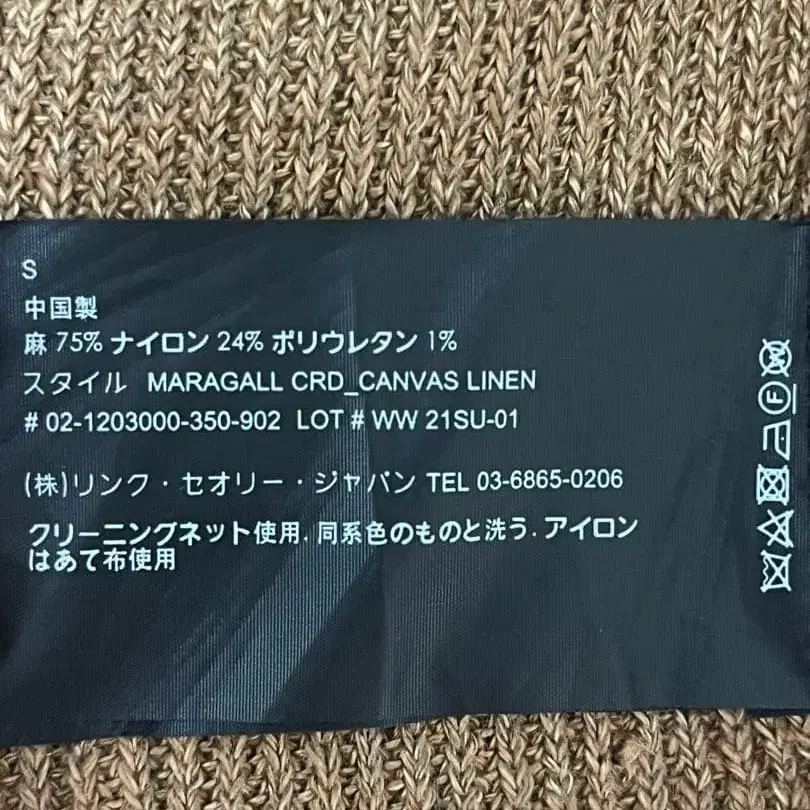 S
中国製
麻 75% ナイロン 24% ポリウレタン 1%
スタイル MARAGALL CRD_CANVAS LINEN
# 02-1203000-350-902 LOT # WW 21SU-01
(株)リンク・セオリー・ジャパン TEL 03-6865-0206
クリーニングネット使用.同系色のものと洗う.アイロン
はあて布使用
W
F